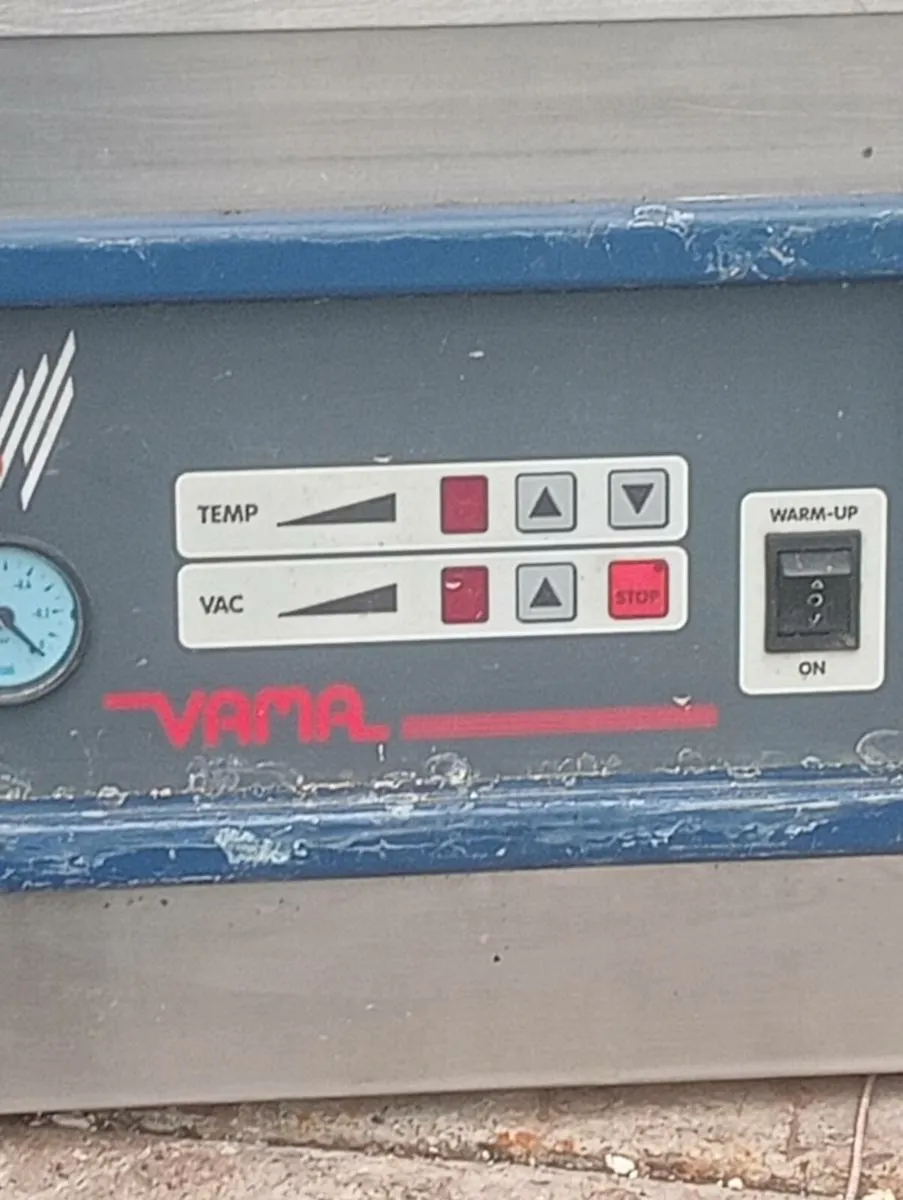 TEMP
WARM-UP
VAC
STOP
ON
VAMA